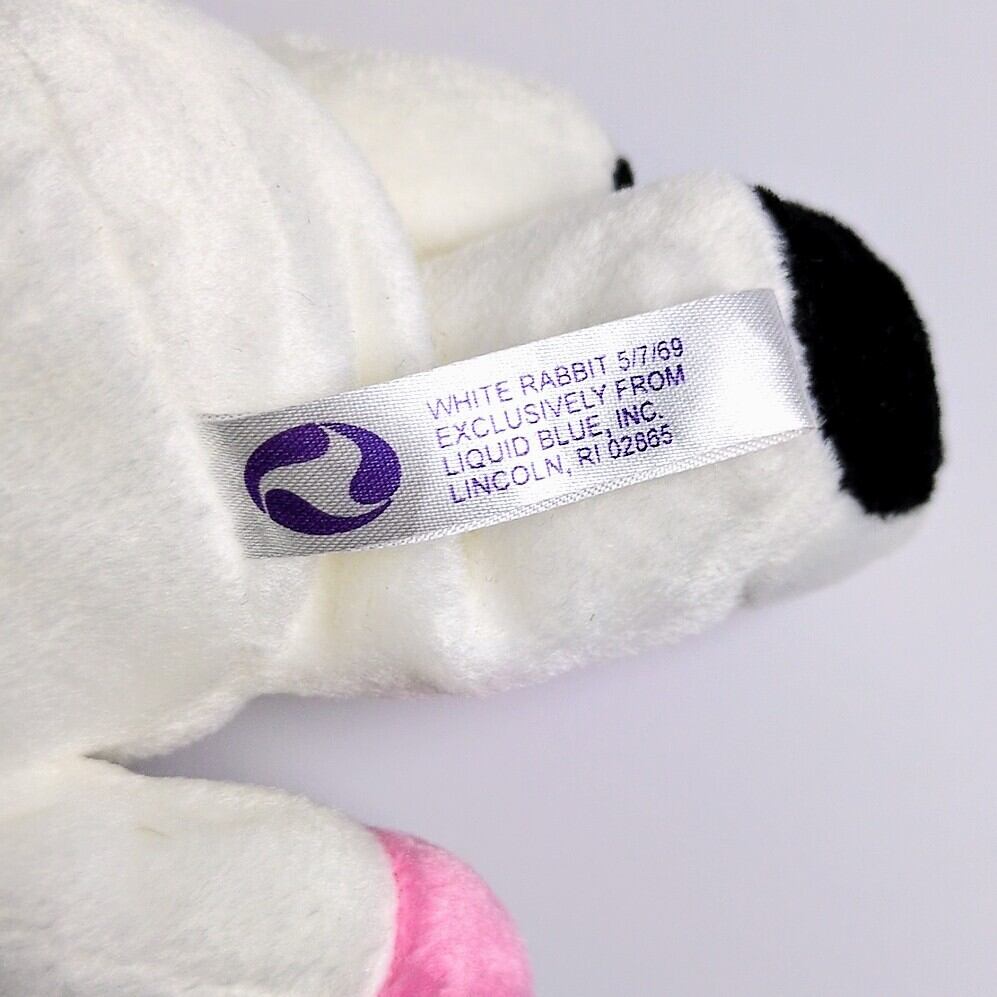 WHITE RABBIT 5/7/69
EXCLUSIVELY FROM
LIQUID BLUE, INC.
LINCOLN, RI 02865